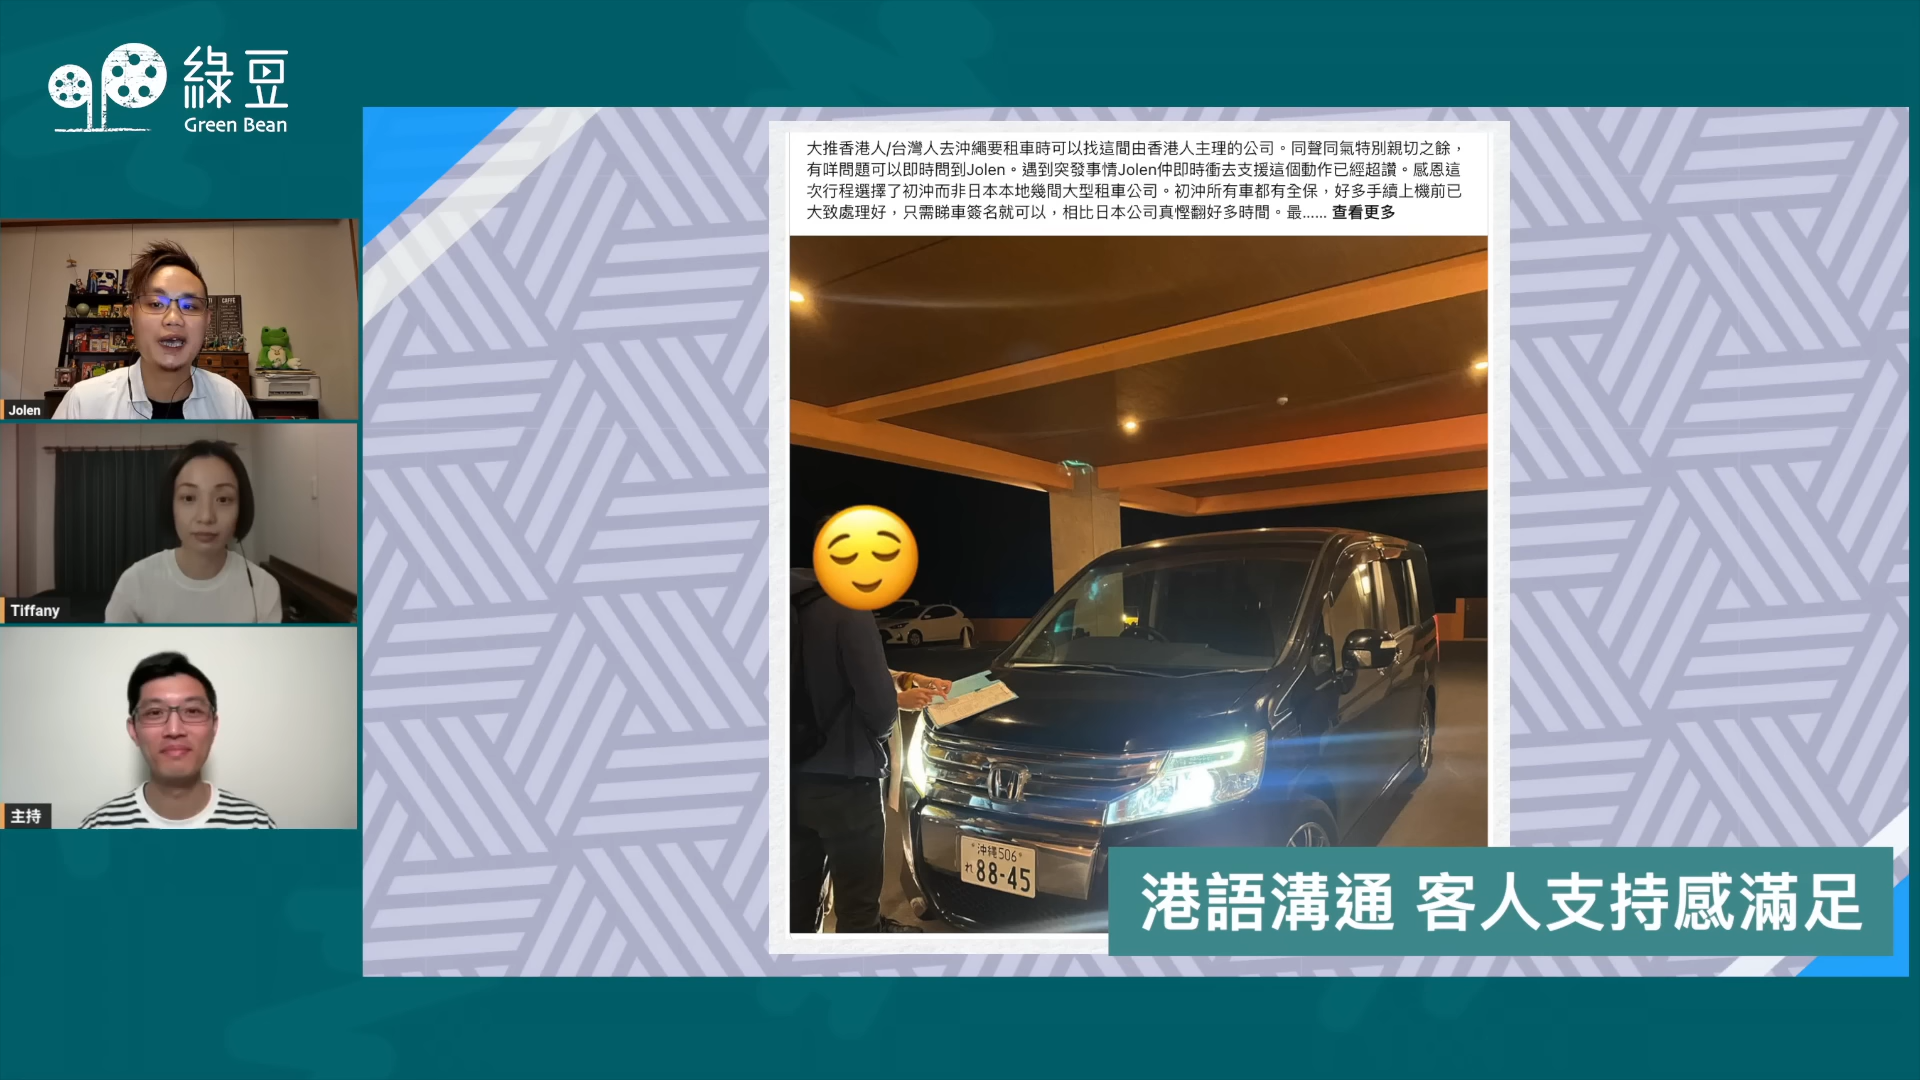 綠豆
Green Bean
大推香港人/台灣人去沖繩要租車時可以找這間由香港人主理的公司。同聲同氣特別親切之餘，
有咩問題可以即時問到Jolen。遇到突發事情Jolen仲即時衝去支援這個動作已經超讚。感恩這
次行程選擇了初沖而非日本本地幾間大型租車公司。初沖所有車都有全保，好多手續上機前已
大致處理好，只需睇車簽名就可以，相比日本公司真慳翻好多時間。最...... 查看更多
CAFFÈ
Jolen
Tiffany
主持
沖縄506
れ 88-45
港語溝通 客人支持感滿足